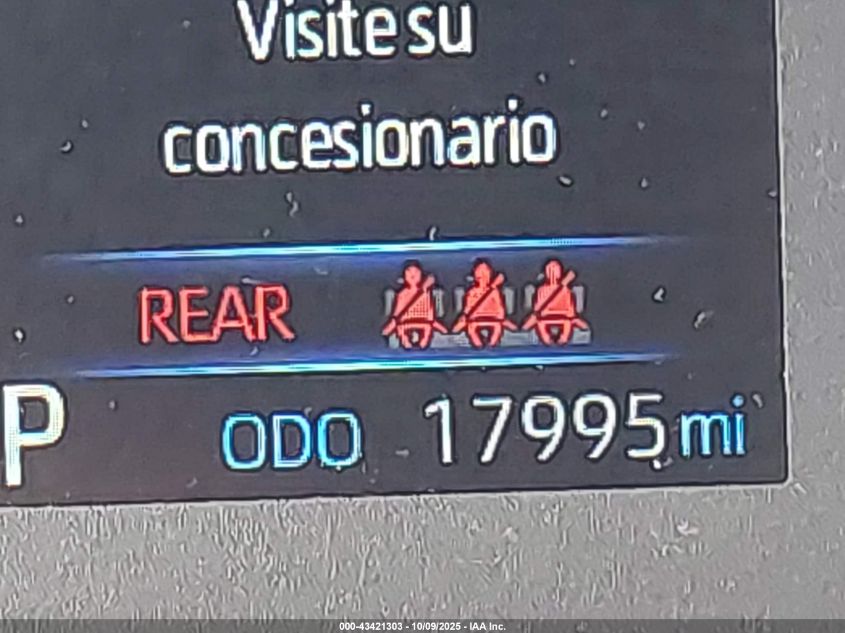 Visite su
concesionario
REAR
P ODO 17995 mi
000-43421303 - 10/09/2025 - IAA Inc.